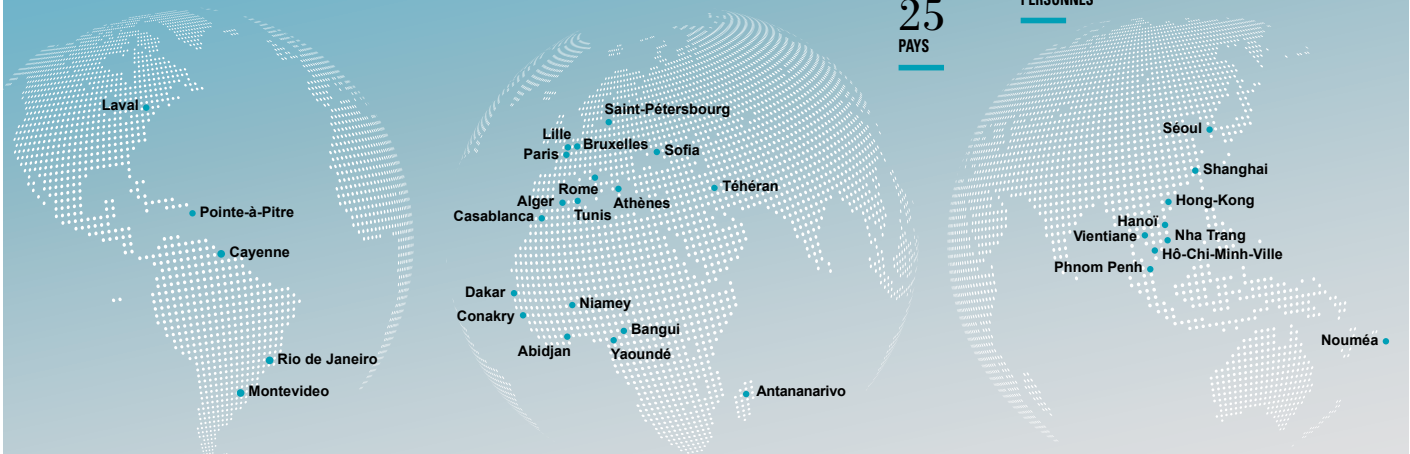 25
PAYS
PERSONNES
Laval
Pointe-à-Pitre
Cayenne
Rio de Janeiro
Montevideo
Saint-Pétersbourg
Lille
Bruxelles
Paris
Sofia
Rome
Téhéran
Alger
Tunis
Athènes
Casablanca
Dakar
Niamey
Conakry
Bangui
Abidjan
Yaoundé
Antananarivo
Séoul
Shanghai
Hong-Kong
Hanoï
Vientiane
Nha Trang
Hô-Chi-Minh-Ville
Phnom Penh
Nouméa